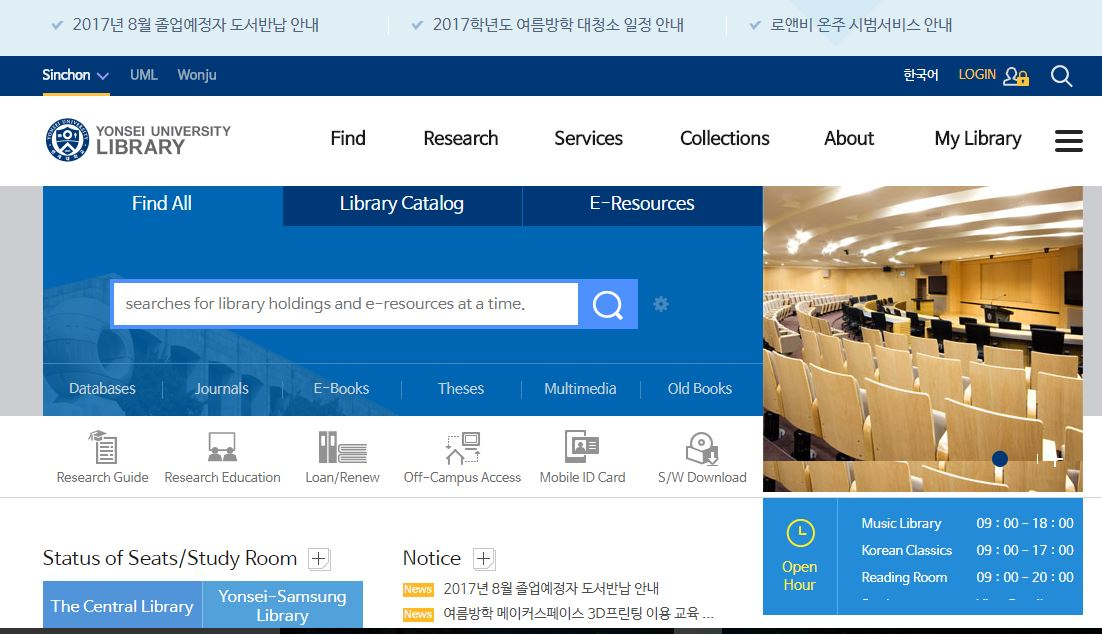 2017년 8월 졸업예정자 도서반납 안내
2017학년도 여름방학 대청소 일정 안내
로앤비 온주 시범서비스 안내
Sinchon
UML
Wonju
한국어
LOGIN
YONSEI UNIVERSITY
LIBRARY
Find
Research
Services
Collections
About
My Library
Find All
Library Catalog
E-Resources
searches for library holdings and e-resources at a time.
Databases
Journals
E-Books
Theses
Multimedia
Old Books
Research Guide
Research Education
Loan/Renew
Off-Campus Access
Mobile ID Card
S/W Download
Status of Seats/Study Room
The Central Library
Yonsei-Samsung
Library
Notice
News 2017년 8월 졸업예정자 도서반납 안내
News 여름방학 메이커스페이스 3D프린팅 이용 교육 ...
Open
Hour
Music Library 09 : 00 - 18 : 00
Korean Classics 09 : 00 - 17 : 00
Reading Room 09 : 00 - 20 : 00